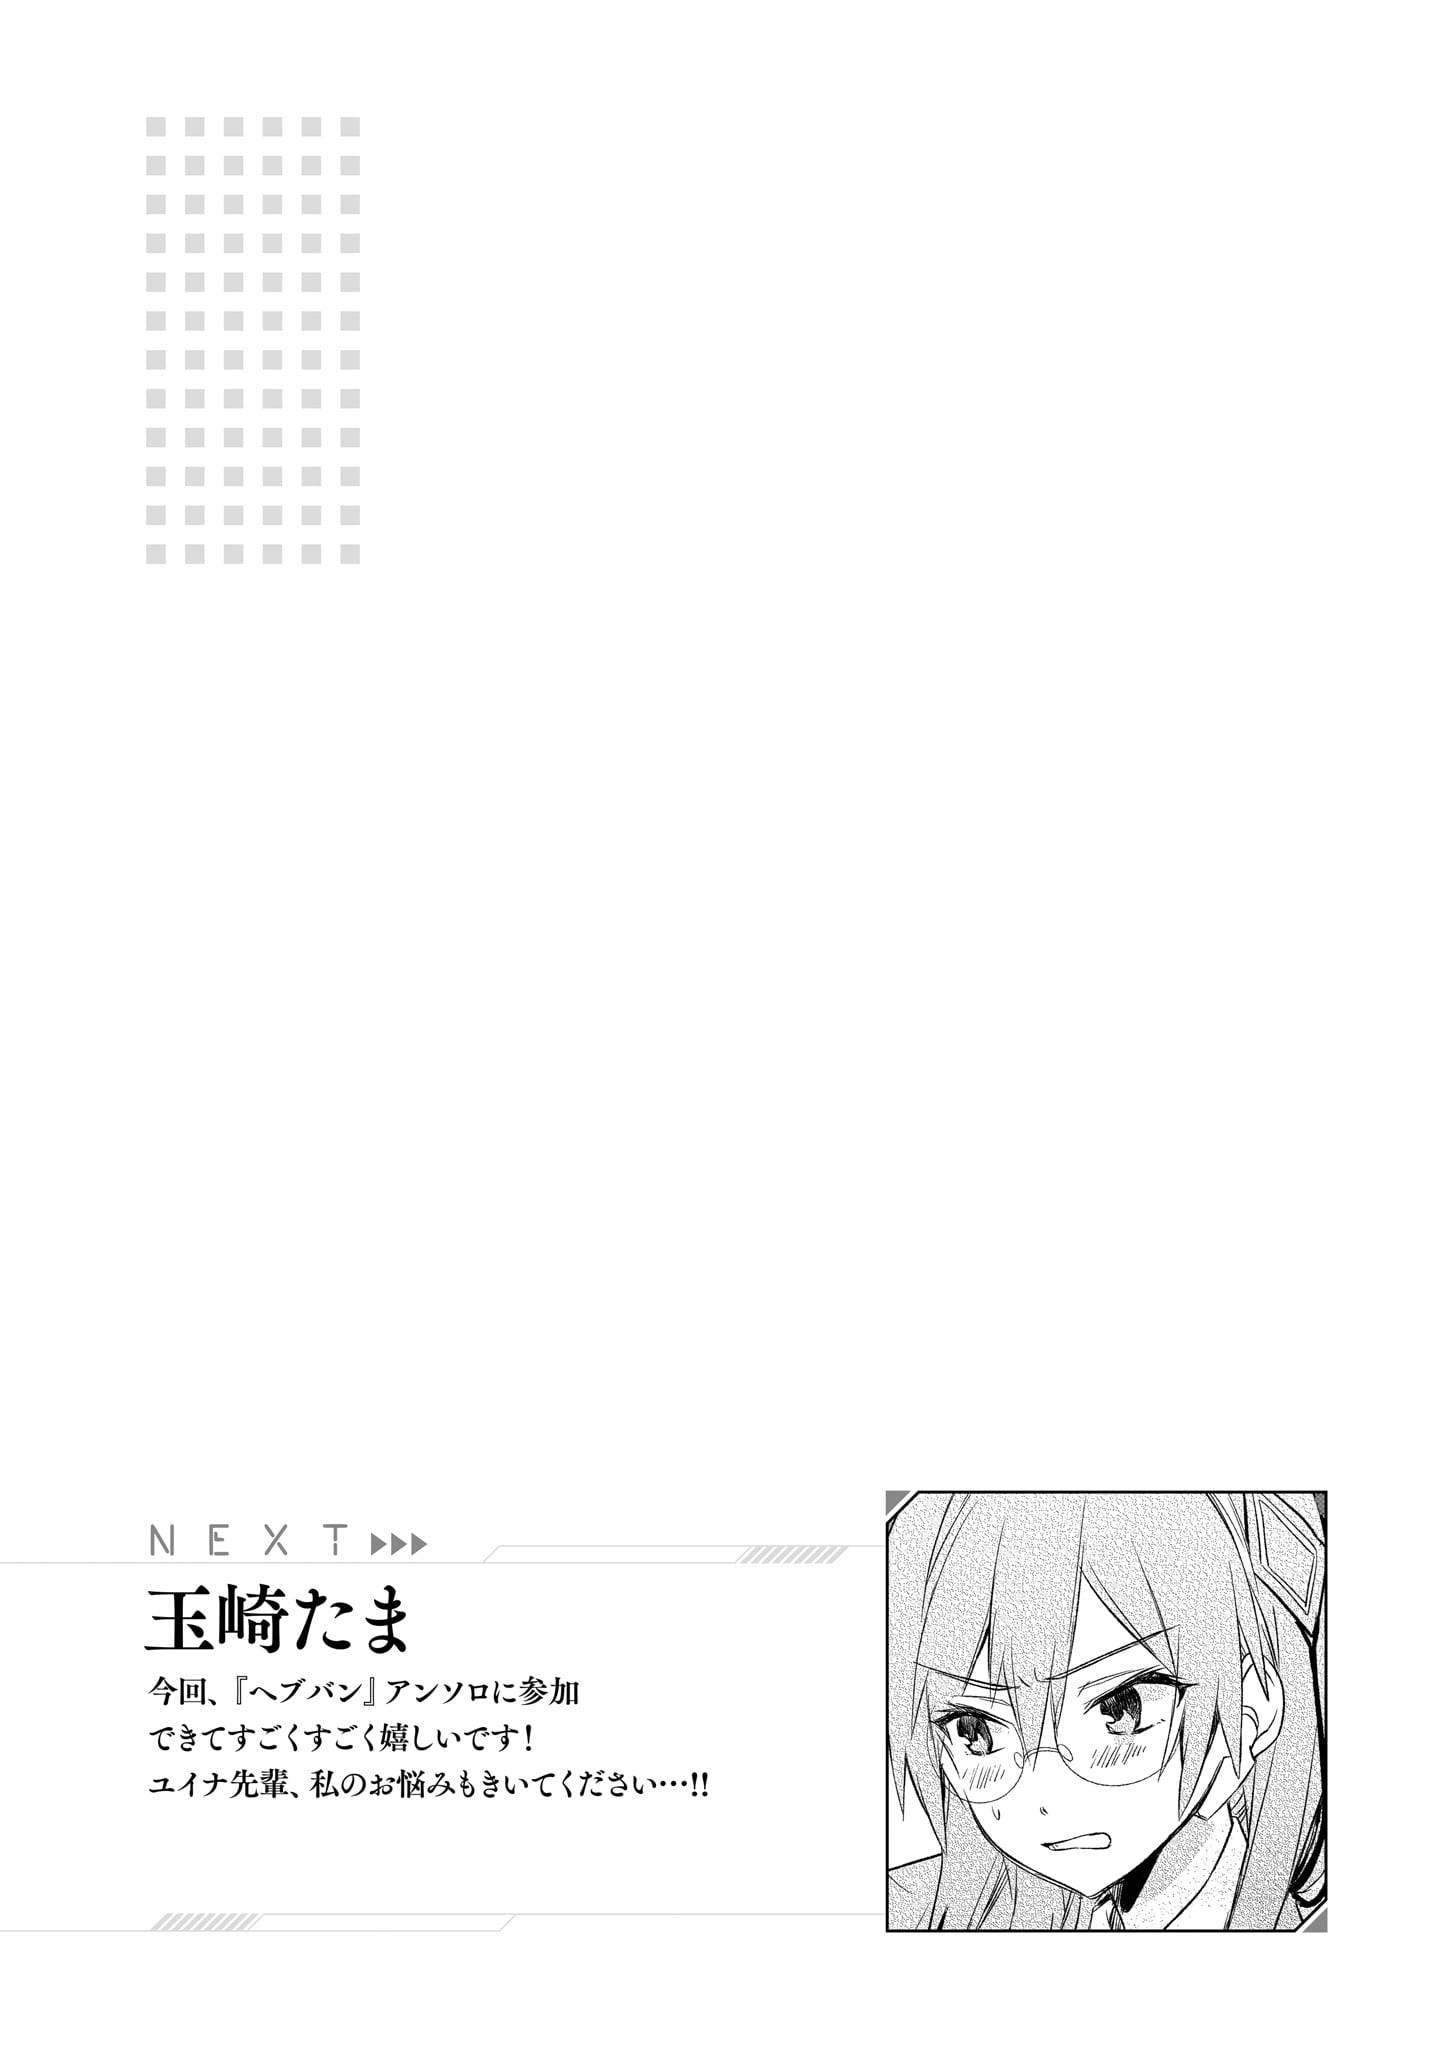 NEXT
玉崎たま
今回、『ヘブバン』アンソロに参加
できてすごくすごく嬉しいです！
ユイナ先輩、私のお悩みもきいてください…!!